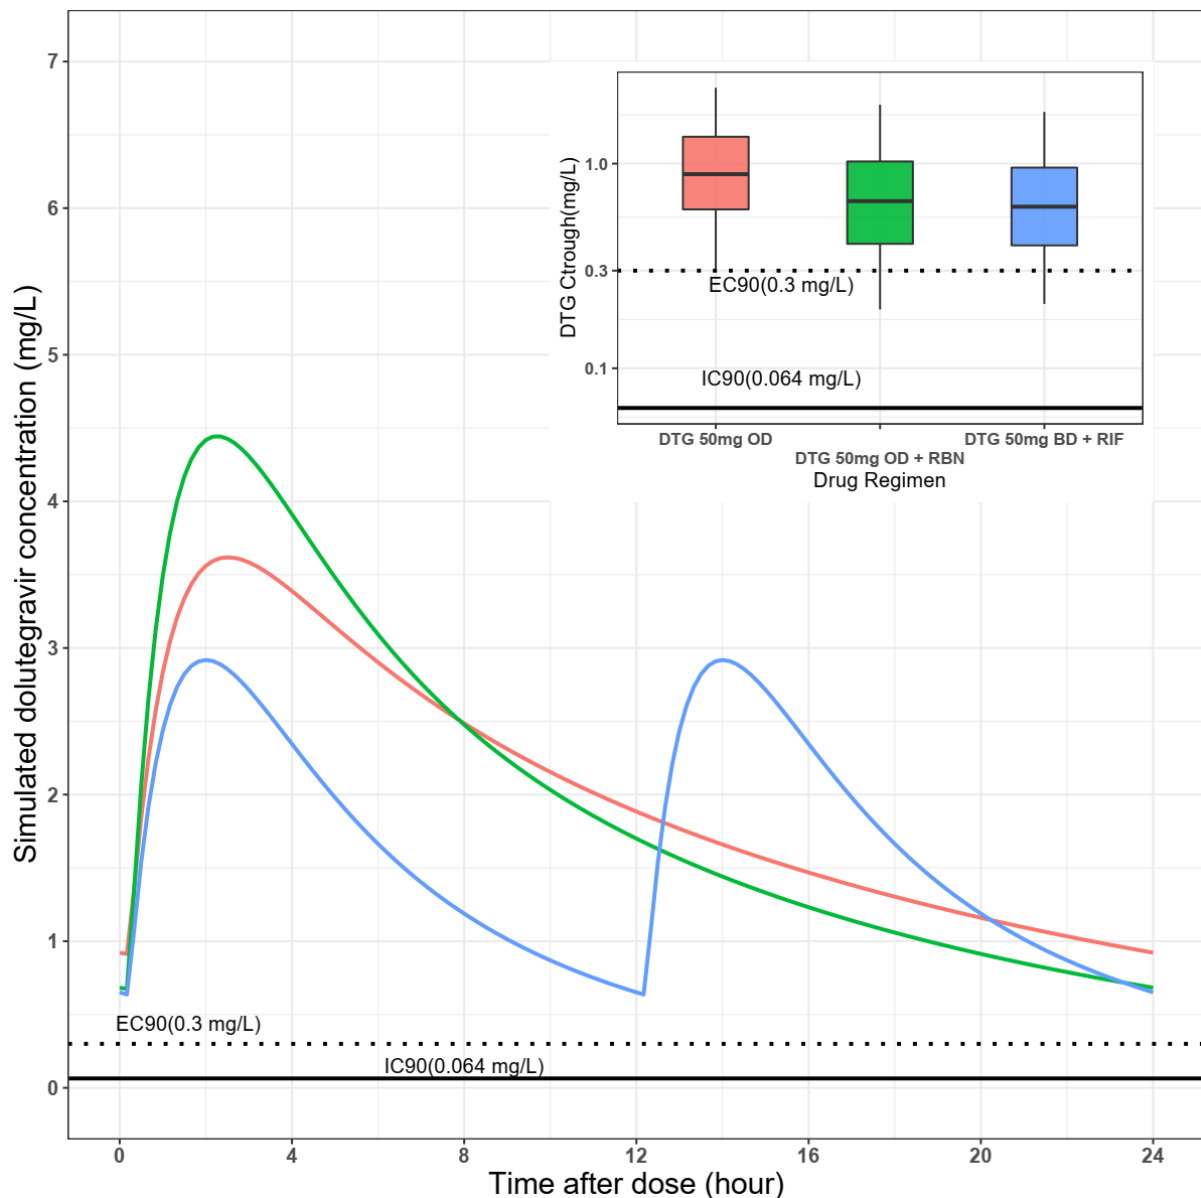 Simulated dolutegravir concentration (mg/L)
7
6
5
4
3
2
1
0
EC90(0.3 mg/L)
IC90(0.064 mg/L)
0
4
8
12
16
20
24
Time after dose (hour)
DTG Ctrough(mg/L)
1.0
0.3
0.1
EC90(0.3 mg/L)
IC90(0.064 mg/L)
DTG 50mg OD
DTG 50mg OD + RBN
DTG 50mg BD + RIF
Drug Regimen